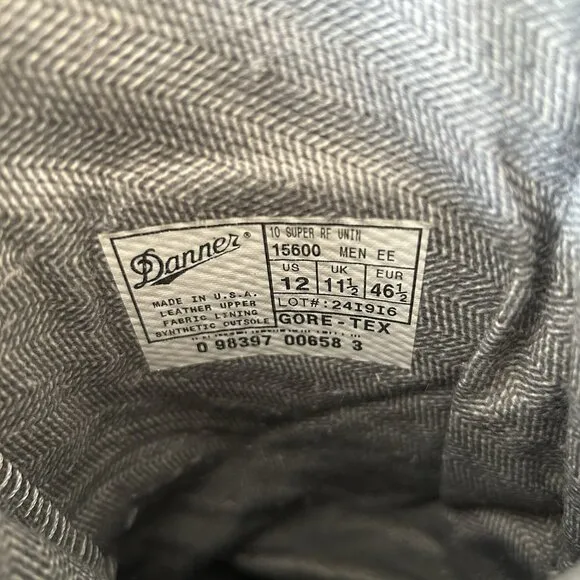 Danner®
MADE IN U.S.A.
LEATHER UPPER
FABRIC LINING
SYNTHETIC OUTSOLE
10 SUPER RF UNIN
15600 MEN EE
US UK EUR
12 11½ 46½
LOT#: 241916
GORE-TEX
0 98397 00658 3